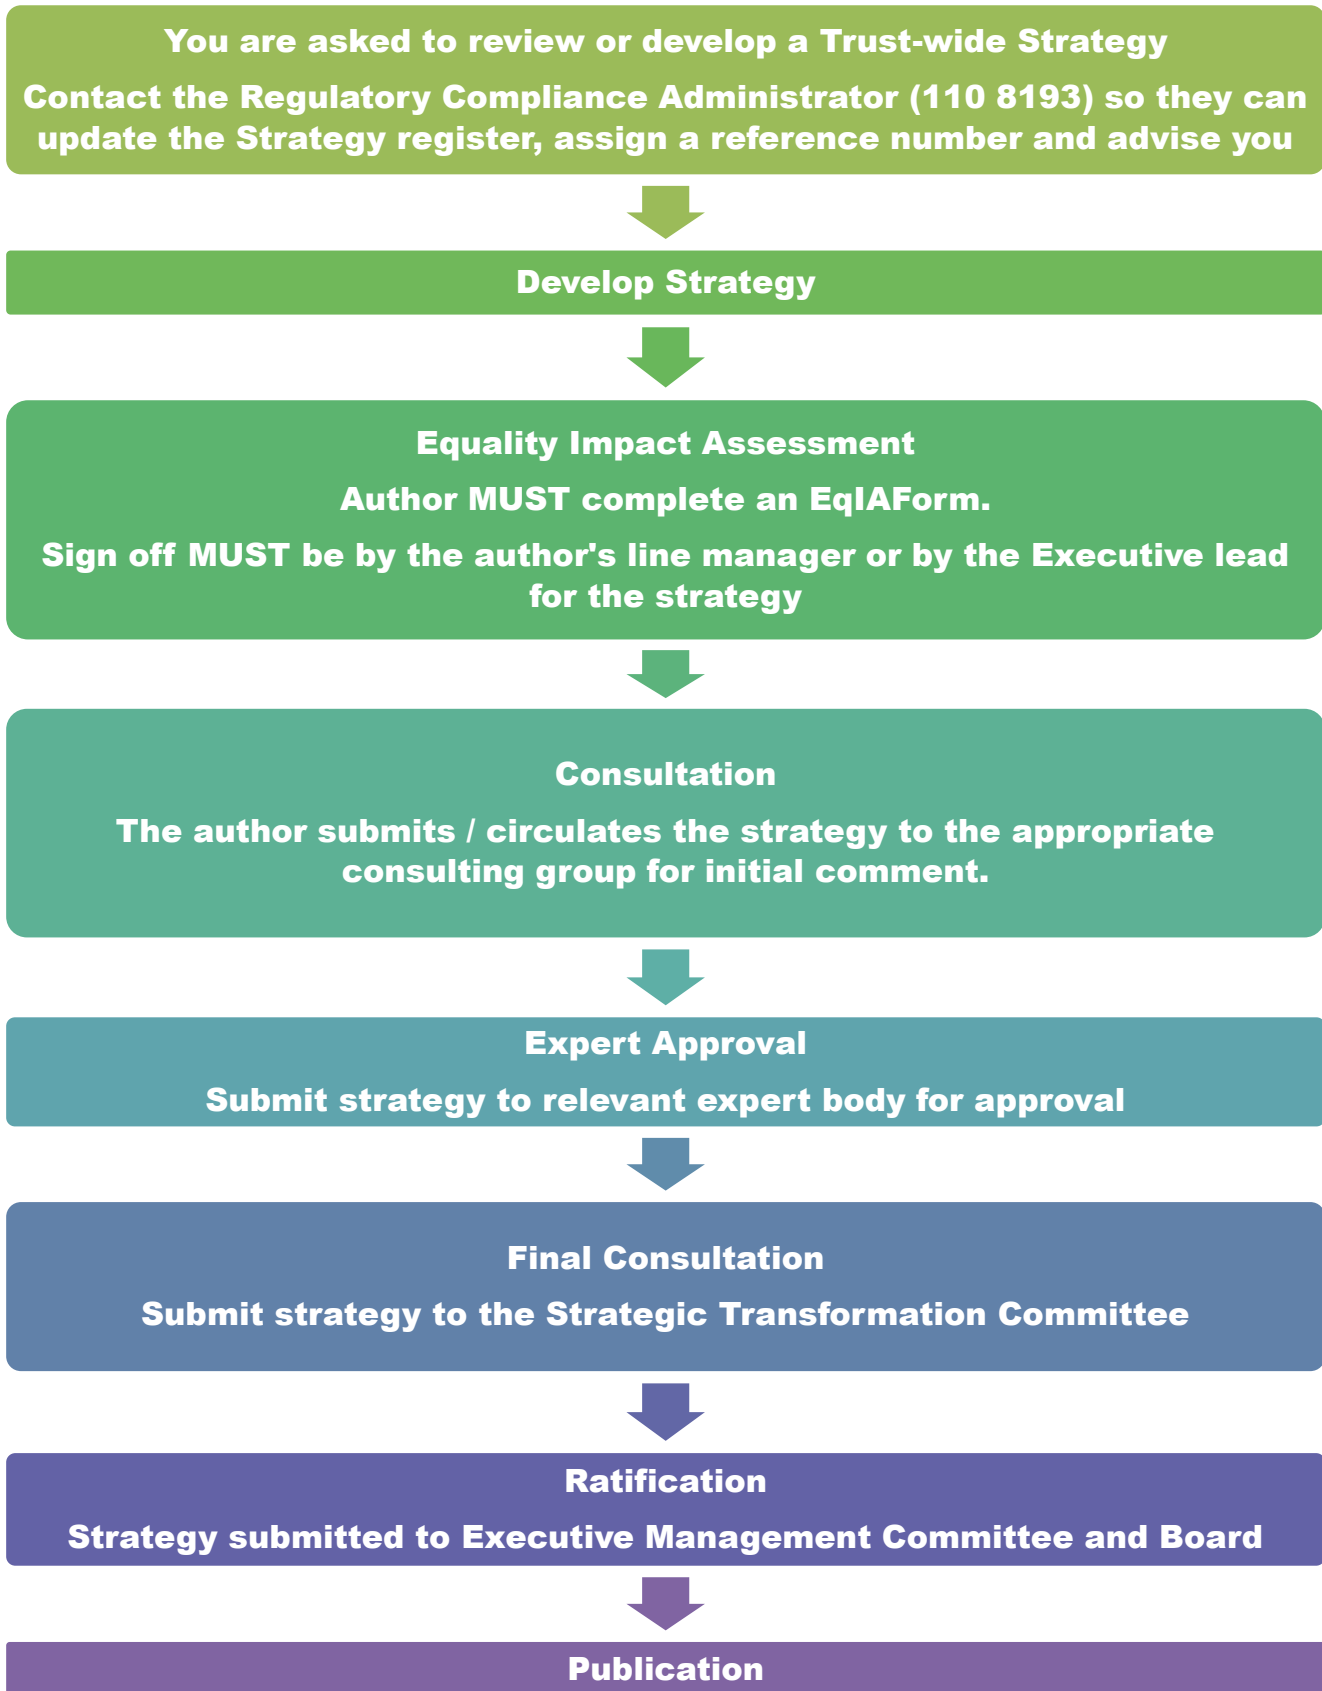 You are asked to review or develop a Trust-wide Strategy
Contact the Regulatory Compliance Administrator (110 8193) so they can
update the Strategy register, assign a reference number and advise you
Develop Strategy
Equality Impact Assessment
Author MUST complete an EqIAForm.
Sign off MUST be by the author's line manager or by the Executive lead
for the strategy
Consultation
The author submits / circulates the strategy to the appropriate
consulting group for initial comment.
Expert Approval
Submit strategy to relevant expert body for approval
Final Consultation
Submit strategy to the Strategic Transformation Committee
Ratification
Strategy submitted to Executive Management Committee and Board
Publication